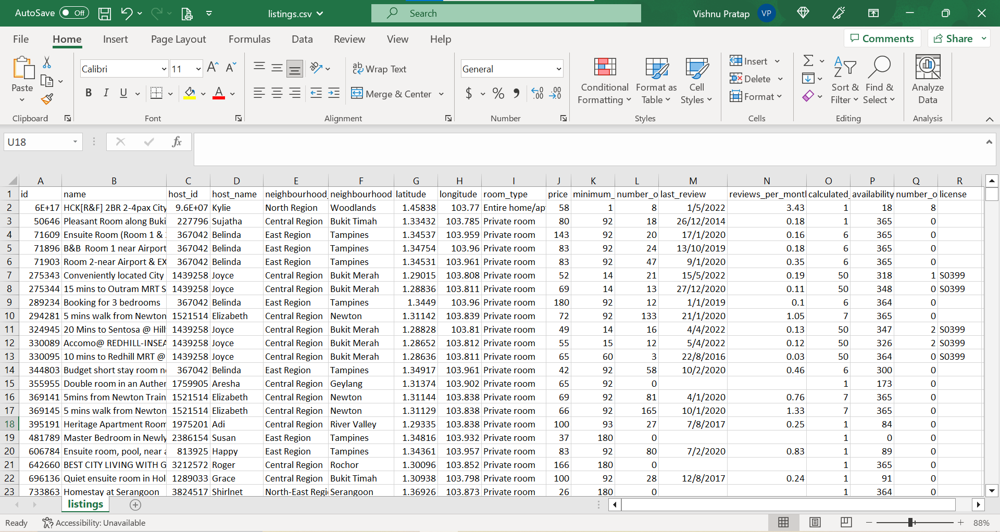 AutoSave Off listings.csv Search Vishnu Pratap VP
File Home Insert Page Layout Formulas Data Review View Help Comments Share
Calibri 11 ab Wrap Text General Insert
Paste Conditional Format as Cell Delete Sort & Find & Analyze
B I U A Merge & Center $ % Formatting Table Styles Format Filter Select Data
Clipboard Font Alignment Number Styles Cells Editing Analysis
U18 fx
A B C D E F G H I J K L M N O P Q R
1 id name host_id host_name neighbourhood_ neighbourhood latitude longitude room_type price minimum_ number_o last_review reviews_per_mont calculated_ availability number_o license
2 6E+17 HCK[R&F] 2BR 2-4pax City 9.6E+07 Kylie North Region Woodlands 1.45838 103.77 Entire home/ap 58 1 8 1/5/2022 3.43 1 18 8
3 50646 Pleasant Room along Buki 227796 Sujatha Central Region Bukit Timah 1.33432 103.785 Private room 80 92 18 26/12/2014 0.18 1 365 0
4 71609 Ensuite Room (Room 1 & 367042 Belinda East Region Tampines 1.34537 103.959 Private room 143 92 20 17/1/2020 0.16 6 365 0
5 71896 B&B Room 1 near Airport 367042 Belinda East Region Tampines 1.34754 103.96 Private room 83 92 24 13/10/2019 0.18 6 365 0
6 71903 Room 2-near Airport & EX 367042 Belinda East Region Tampines 1.34531 103.961 Private room 83 92 47 9/1/2020 0.35 6 365 0
7 275343 Conveniently located City 1439258 Joyce Central Region Bukit Merah 1.29015 103.808 Private room 52 14 21 15/5/2022 0.19 50 318 1 S0399
8 275344 15 mins to Outram MRT S 1439258 Joyce Central Region Bukit Merah 1.28836 103.811 Private room 69 14 13 27/12/2020 0.11 50 348 0 S0399
9 289234 Booking for 3 bedrooms 367042 Belinda East Region Tampines 1.3449 103.96 Private room 180 92 12 1/1/2019 0.1 6 364 0
10 294281 5 mins walk from Newton 1521514 Elizabeth Central Region Newton 1.31142 103.839 Private room 72 92 133 21/1/2020 1.05 7 365 0
11 324945 20 Mins to Sentosa @ Hill 1439258 Joyce Central Region Bukit Merah 1.28828 103.81 Private room 49 14 16 4/4/2022 0.13 50 347 2 S0399
12 330089 Accomo@ REDHILL-INSEA 1439258 Joyce Central Region Bukit Merah 1.28652 103.812 Private room 55 15 12 5/4/2022 0.12 50 326 2 S0399
13 330095 10 mins to Redhill MRT @ 1439258 Joyce Central Region Bukit Merah 1.28636 103.811 Private room 65 60 3 22/8/2016 0.03 50 364 0 S0399
14 344803 Budget short stay room n 367042 Belinda East Region Tampines 1.34917 103.961 Private room 42 92 58 10/2/2020 0.46 6 300 0
15 355955 Double room in an Auther 1759905 Aresha Central Region Geylang 1.31374 103.902 Private room 65 92 0 1 173 0
16 369141 5mins from Newton Train 1521514 Elizabeth Central Region Newton 1.31144 103.838 Private room 69 92 81 4/1/2020 0.76 7 365 0
17 369145 5 mins walk from Newton 1521514 Elizabeth Central Region Newton 1.31129 103.838 Private room 66 92 165 10/1/2020 1.33 7 365 0
18 395191 Heritage Apartment Room 1975201 Adi Central Region River Valley 1.29335 103.838 Private room 100 93 27 7/8/2017 0.25 1 84 0
19 481789 Master Bedroom in Newly 2386154 Susan East Region Tampines 1.34816 103.932 Private room 37 180 0 1 0 0
20 606784 Ensuite room, pool, near a 813925 Happy East Region Tampines 1.34361 103.957 Private room 83 92 80 7/2/2020 0.83 1 89 0
21 642660 BEST CITY LIVING WITH G 3212572 Roger Central Region Rochor 1.30096 103.852 Private room 166 180 0 1 365 0
22 696136 Quiet ensuite room in Hol 1289033 Grace Central Region Bukit Timah 1.30938 103.798 Private room 100 92 28 12/8/2017 0.24 1 91 0
23 733863 Homestay at Serangoon 3824517 Shirlnet North-East Regi Serangoon 1.36926 103.873 Private room 26 180 0 1 364 0
listings
Ready Accessibility: Unavailable 88%